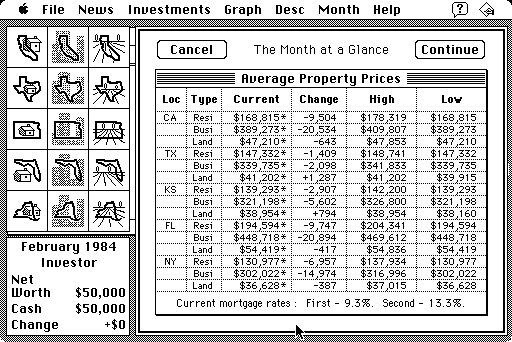 File News Investments Graph Desc Month Help
Cancel The Month at a Glance Continue
Average Property Prices
Loc Type Current Change High Low
CA Resi $168,815* -9,504 $178,319 $168,815
Busi $389,273* -20,534 $409,807 $389,273
Land $47,210* -643 $47,853 $47,210
TX Resi $147,332* -1,409 $148,741 $147,332
Busi $339,735* -2,098 $341,833 $339,735
Land $41,202* +1,287 $41,202 $39,915
KS Resi $139,293* -2,907 $142,200 $139,293
Busi $321,198* -5,602 $326,800 $321,198
Land $38,954* +794 $38,954 $38,160
FL Resi $194,594* -9,747 $204,341 $194,594
Busi $448,718* -20,894 $469,612 $448,718
Land $54,419* -417 $54,836 $54,419
NY Resi $130,977* -6,957 $137,934 $130,977
Busi $302,022* -14,974 $316,996 $302,022
Land $36,628* -387 $37,015 $36,628
Current mortgage rates : First - 9.3%. Second - 13.3%.
February 1984
Investor
Net
Worth $50,000
Cash $50,000
Change +$0